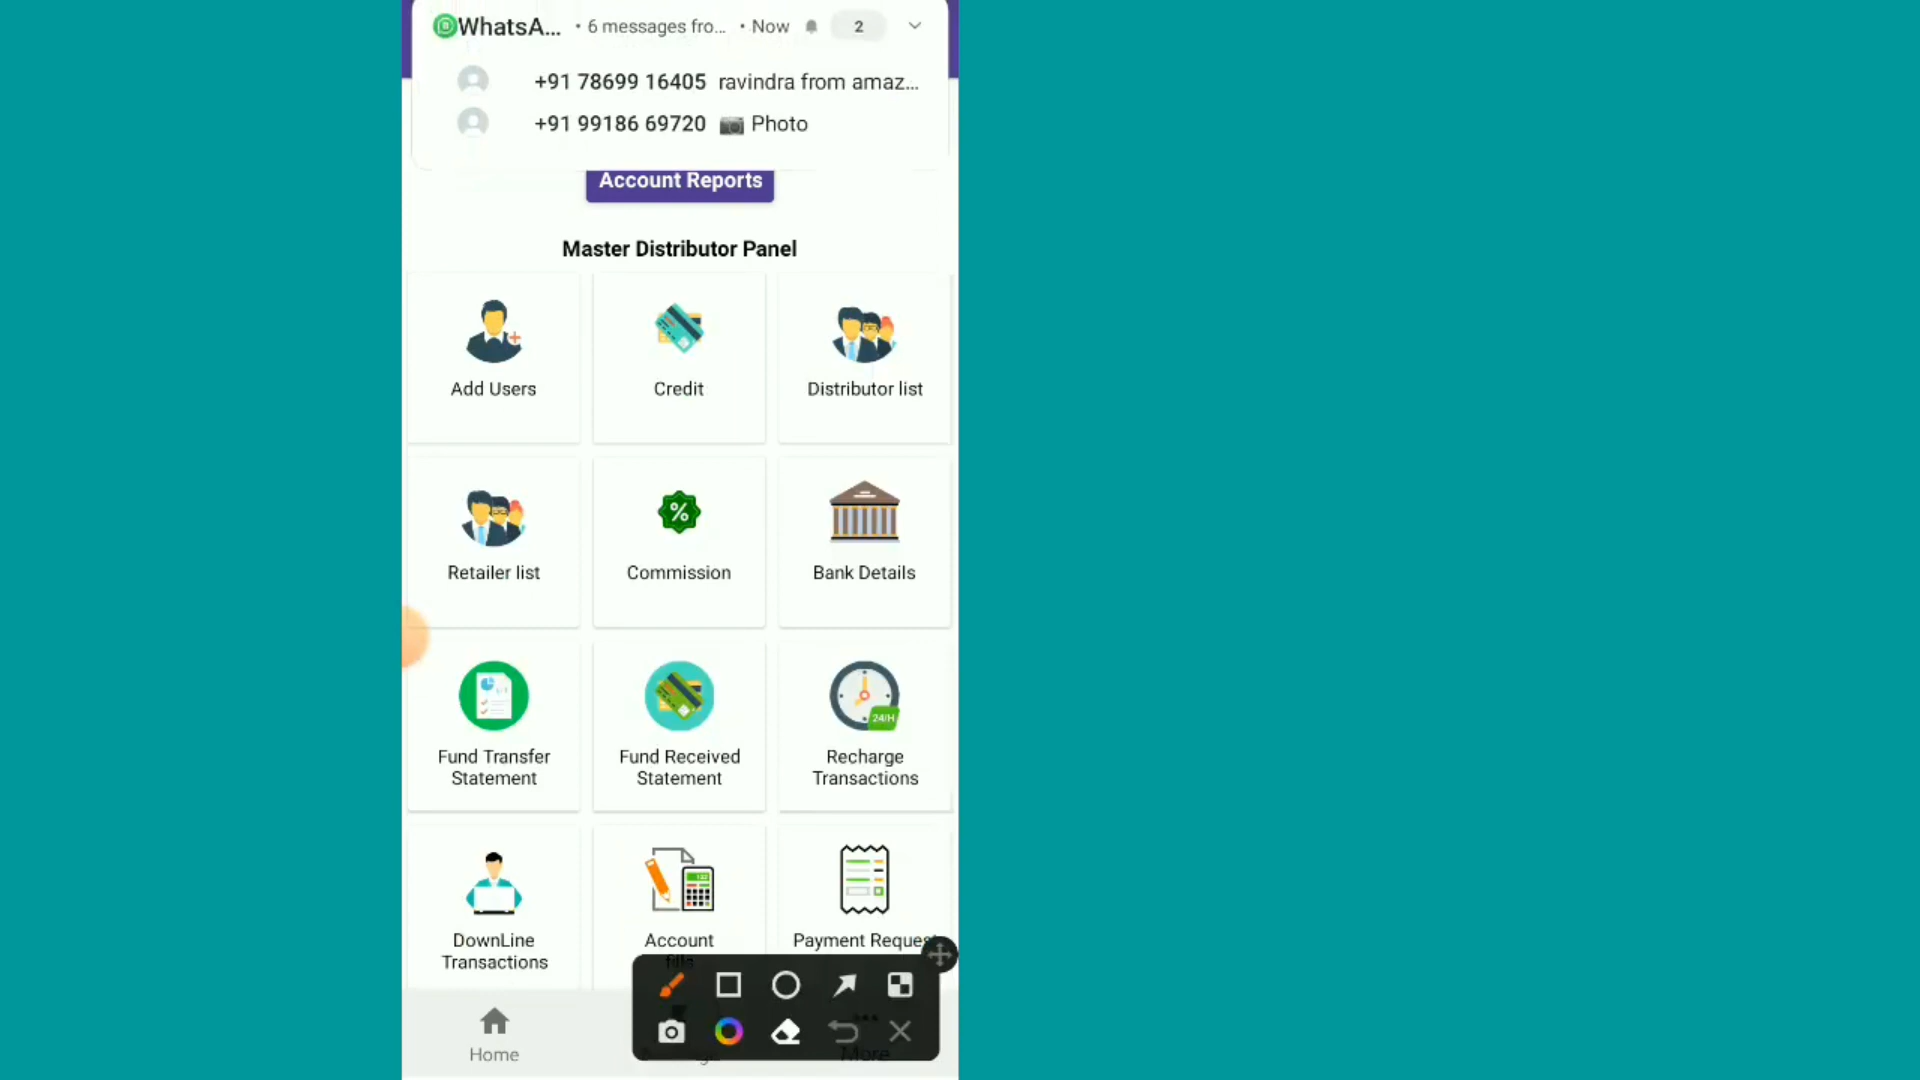 WhatsA... • 6 messages fro... • Now 2
+91 78699 16405 ravindra from amaz...
+91 99186 69720 Photo
Account Reports
Master Distributor Panel
Add Users
Credit
Distributor list
Retailer list
Commission
Bank Details
Fund Transfer
Statement
Fund Received
Statement
24/H
Recharge
Transactions
DownLine
Transactions
Account
Payment Request
Home
More